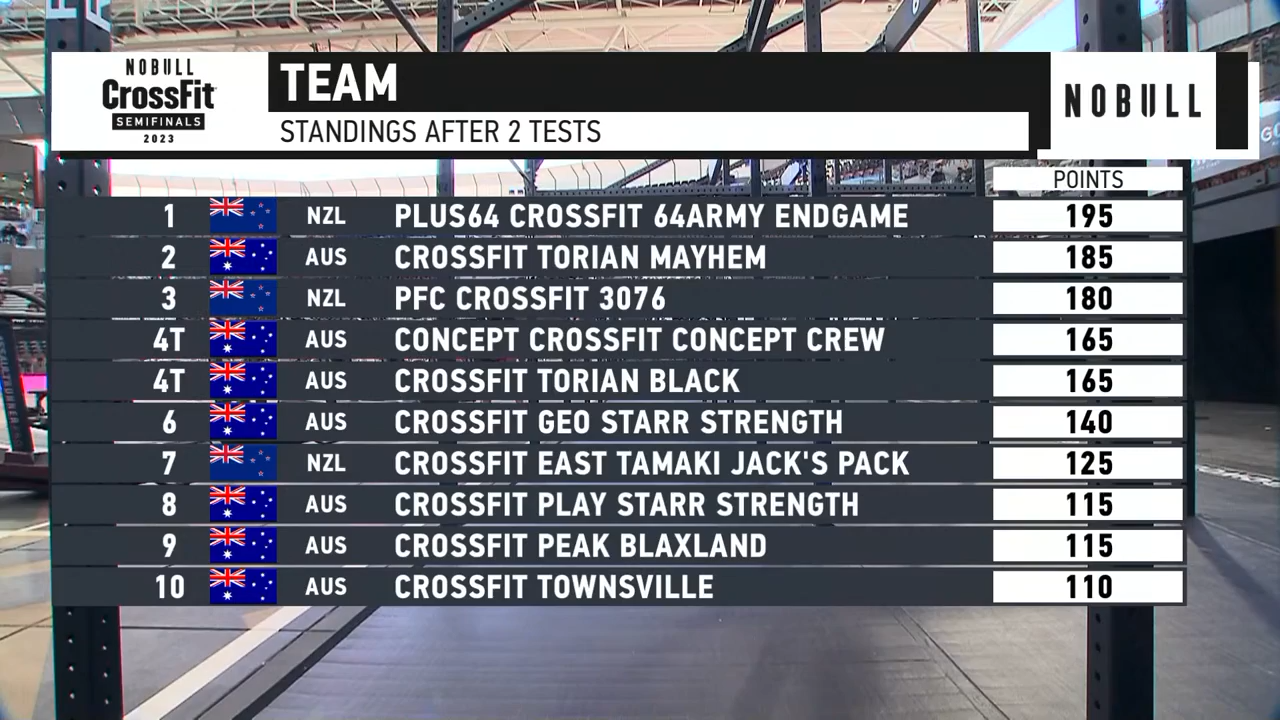 NOBULL
CrossFit
SEMIFINALS
2023
TEAM
STANDINGS AFTER 2 TESTS
NOBULL
POINTS
1 NZL PLUS64 CROSSFIT 64ARMY ENDGAME 195
2 AUS CROSSFIT TORIAN MAYHEM 185
3 NZL PFC CROSSFIT 3076 180
4T AUS CONCEPT CROSSFIT CONCEPT CREW 165
4T AUS CROSSFIT TORIAN BLACK 165
6 AUS CROSSFIT GEO STARR STRENGTH 140
7 NZL CROSSFIT EAST TAMAKI JACK'S PACK 125
8 AUS CROSSFIT PLAY STARR STRENGTH 115
9 AUS CROSSFIT PEAK BLAXLAND 115
10 AUS CROSSFIT TOWNSVILLE 110